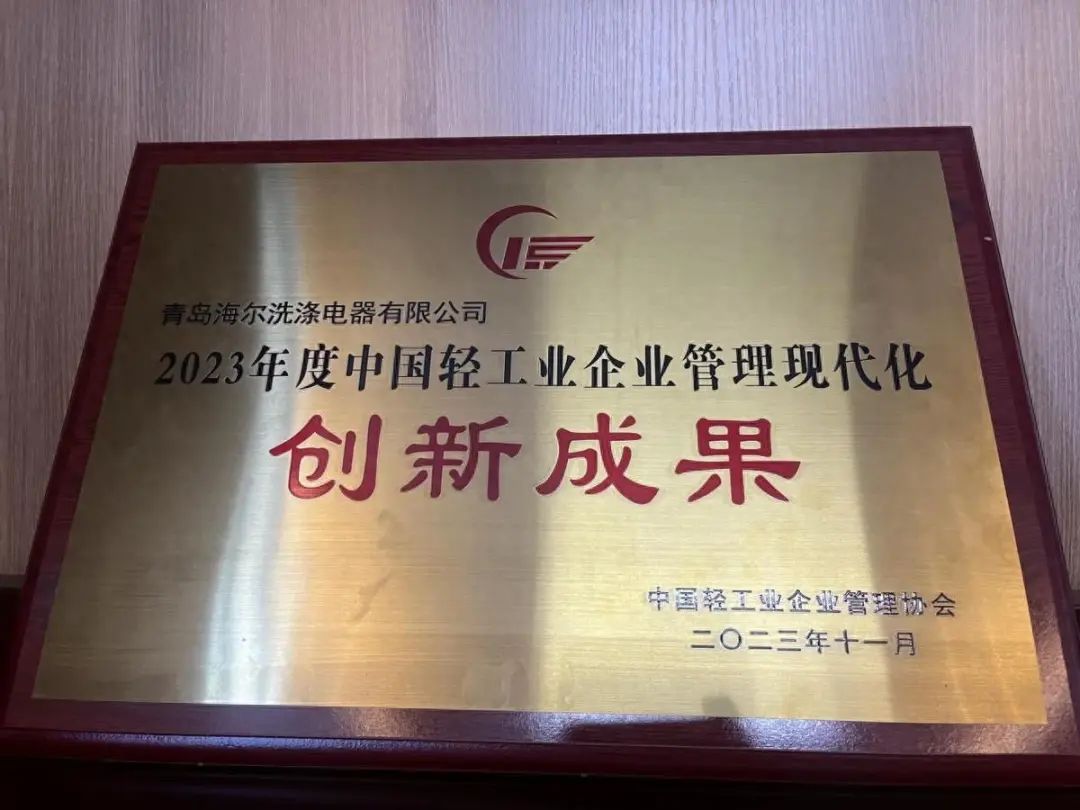 青岛海尔洗涤电器有限公司
2023年度中国轻工业企业管理现代化
创新成果
中国轻工业企业管理协会
二〇二三年十一月